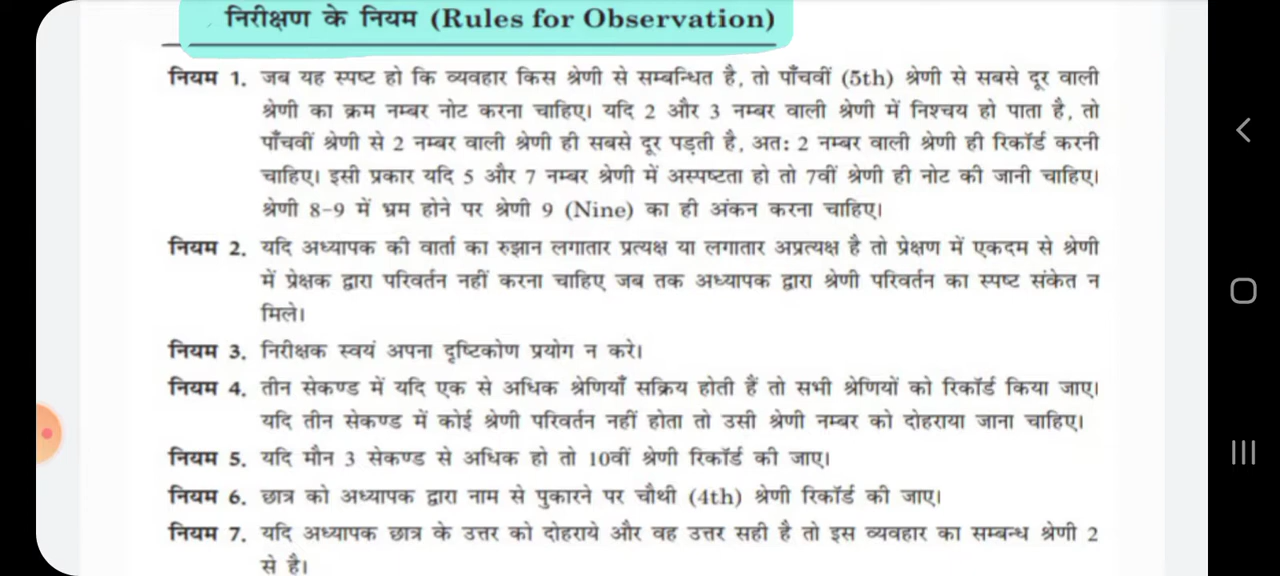 निरीक्षण के नियम (Rules for Observation)
नियम 1. जब यह स्पष्ट हो कि व्यवहार किस श्रेणी से सम्बन्धित है, तो पाँचवीं (5th) श्रेणी से सबसे दूर वाली
श्रेणी का क्रम नम्बर नोट करना चाहिए। यदि 2 और 3 नम्बर वाली श्रेणी में निश्चय हो पाता है, तो
पाँचवीं श्रेणी से 2 नम्बर वाली श्रेणी ही सबसे दूर पड़ती है, अतः 2 नम्बर वाली श्रेणी ही रिकॉर्ड करनी
चाहिए। इसी प्रकार यदि 5 और 7 नम्बर श्रेणी में अस्पष्टता हो तो 7वीं श्रेणी ही नोट की जानी चाहिए।
श्रेणी 8-9 में भ्रम होने पर श्रेणी 9 (Nine) का ही अंकन करना चाहिए।
नियम 2. यदि अध्यापक की वार्ता का रुझान लगातार प्रत्यक्ष या लगातार अप्रत्यक्ष है तो प्रेक्षण में एकदम से श्रेणी
में प्रेक्षक द्वारा परिवर्तन नहीं करना चाहिए जब तक अध्यापक द्वारा श्रेणी परिवर्तन का स्पष्ट संकेत न
मिले।
नियम 3. निरीक्षक स्वयं अपना दृष्टिकोण प्रयोग न करे।
नियम 4. तीन सेकण्ड में यदि एक से अधिक श्रेणियाँ सक्रिय होती हैं तो सभी श्रेणियों को रिकॉर्ड किया जाए।
यदि तीन सेकण्ड में कोई श्रेणी परिवर्तन नहीं होता तो उसी श्रेणी नम्बर को दोहराया जाना चाहिए।
नियम 5. यदि मौन 3 सेकण्ड से अधिक हो तो 10वीं श्रेणी रिकॉर्ड की जाए।
नियम 6. छात्र को अध्यापक द्वारा नाम से पुकारने पर चौथी (4th) श्रेणी रिकॉर्ड की जाए।
नियम 7. यदि अध्यापक छात्र के उत्तर को दोहराये और वह उत्तर सही है तो इस व्यवहार का सम्बन्ध श्रेणी 2
से है।